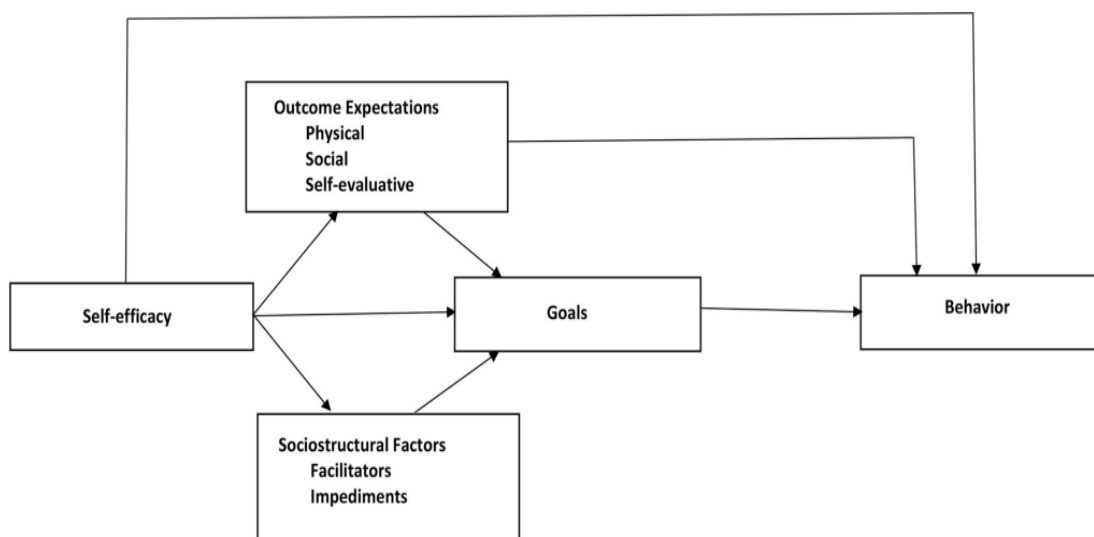 Outcome Expectations
Physical
Social
Self-evaluative
Self-efficacy
Goals
Behavior
Sociostructural Factors
Facilitators
Impediments